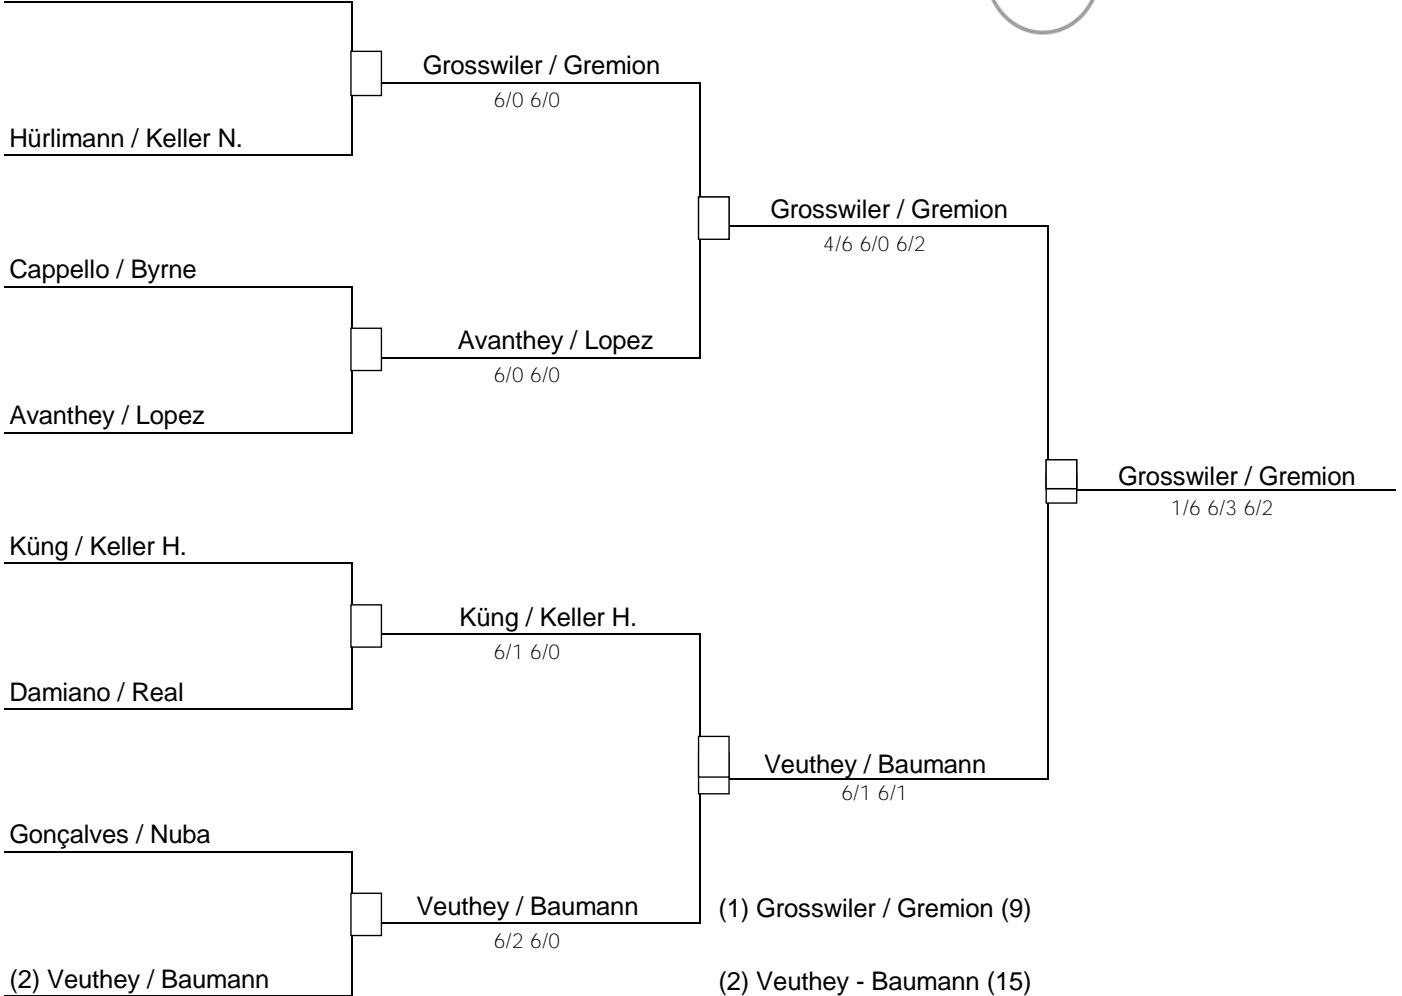 Grosswiler / Gremion
6/0 6/0
Hürlimann / Keller N.
Grosswiler / Gremion
4/6 6/0 6/2
Cappello / Byrne
Avanthey / Lopez
6/0 6/0
Avanthey / Lopez
Grosswiler / Gremion
1/6 6/3 6/2
Küng / Keller H.
Küng / Keller H.
6/1 6/0
Damiano / Real
Veuthey / Baumann
6/1 6/1
Gonçalves / Nuba
Veuthey / Baumann
6/2 6/0
(1) Grosswiler / Gremion (9)
(2) Veuthey / Baumann
(2) Veuthey - Baumann (15)